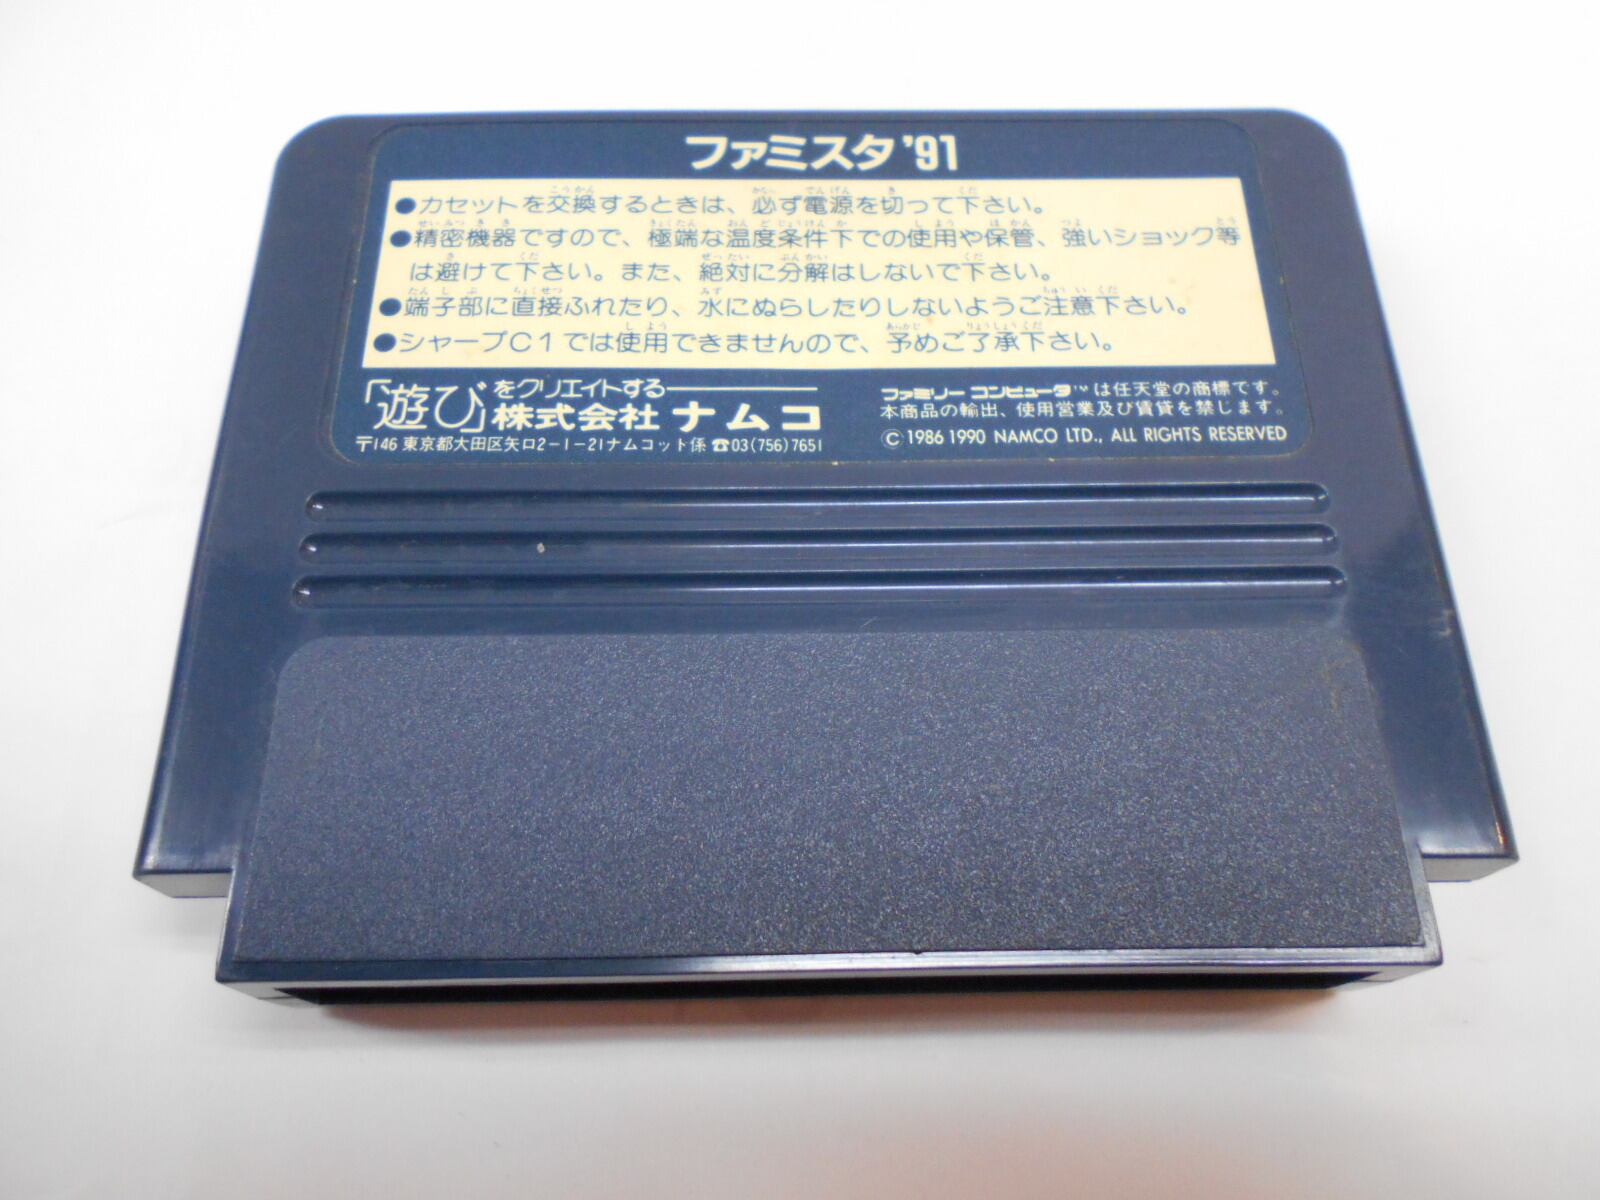 ファミスタ'91
●カセットを交換するときは、必ず電源を切って下さい。
●精密機器ですので、極端な温度条件下での使用や保管、強いショック等
は避けて下さい。また、絶対に分解はしないで下さい。
●端子部に直接ふれたり、水にぬらしたりしないようご注意下さい。
●シャープC1では使用できませんので、予めご了承下さい。
「遊び」をクリエイトする
株式会社ナムコ
〒146 東京都大田区矢口2-1-21ナムコット係 ☎03(756)7651
ファミリーコンピュータ™は任天堂の商標です。
本商品の輸出、使用営業及び賃貸を禁じます。
©1986 1990 NAMCO LTD., ALL RIGHTS RESERVED